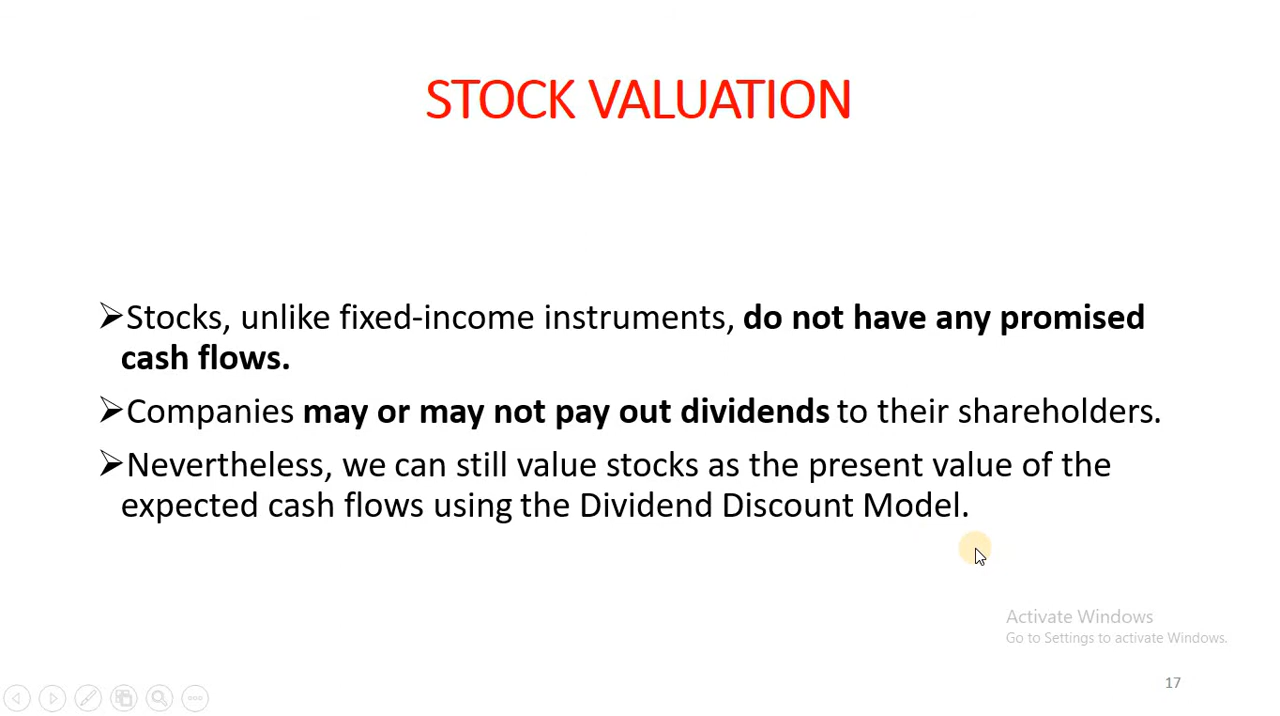 STOCK VALUATION
➢Stocks, unlike fixed-income instruments, do not have any promised
cash flows.
➢Companies may or may not pay out dividends to their shareholders.
➢Nevertheless, we can still value stocks as the present value of the
expected cash flows using the Dividend Discount Model.
Activate Windows
Go to Settings to activate Windows.
17